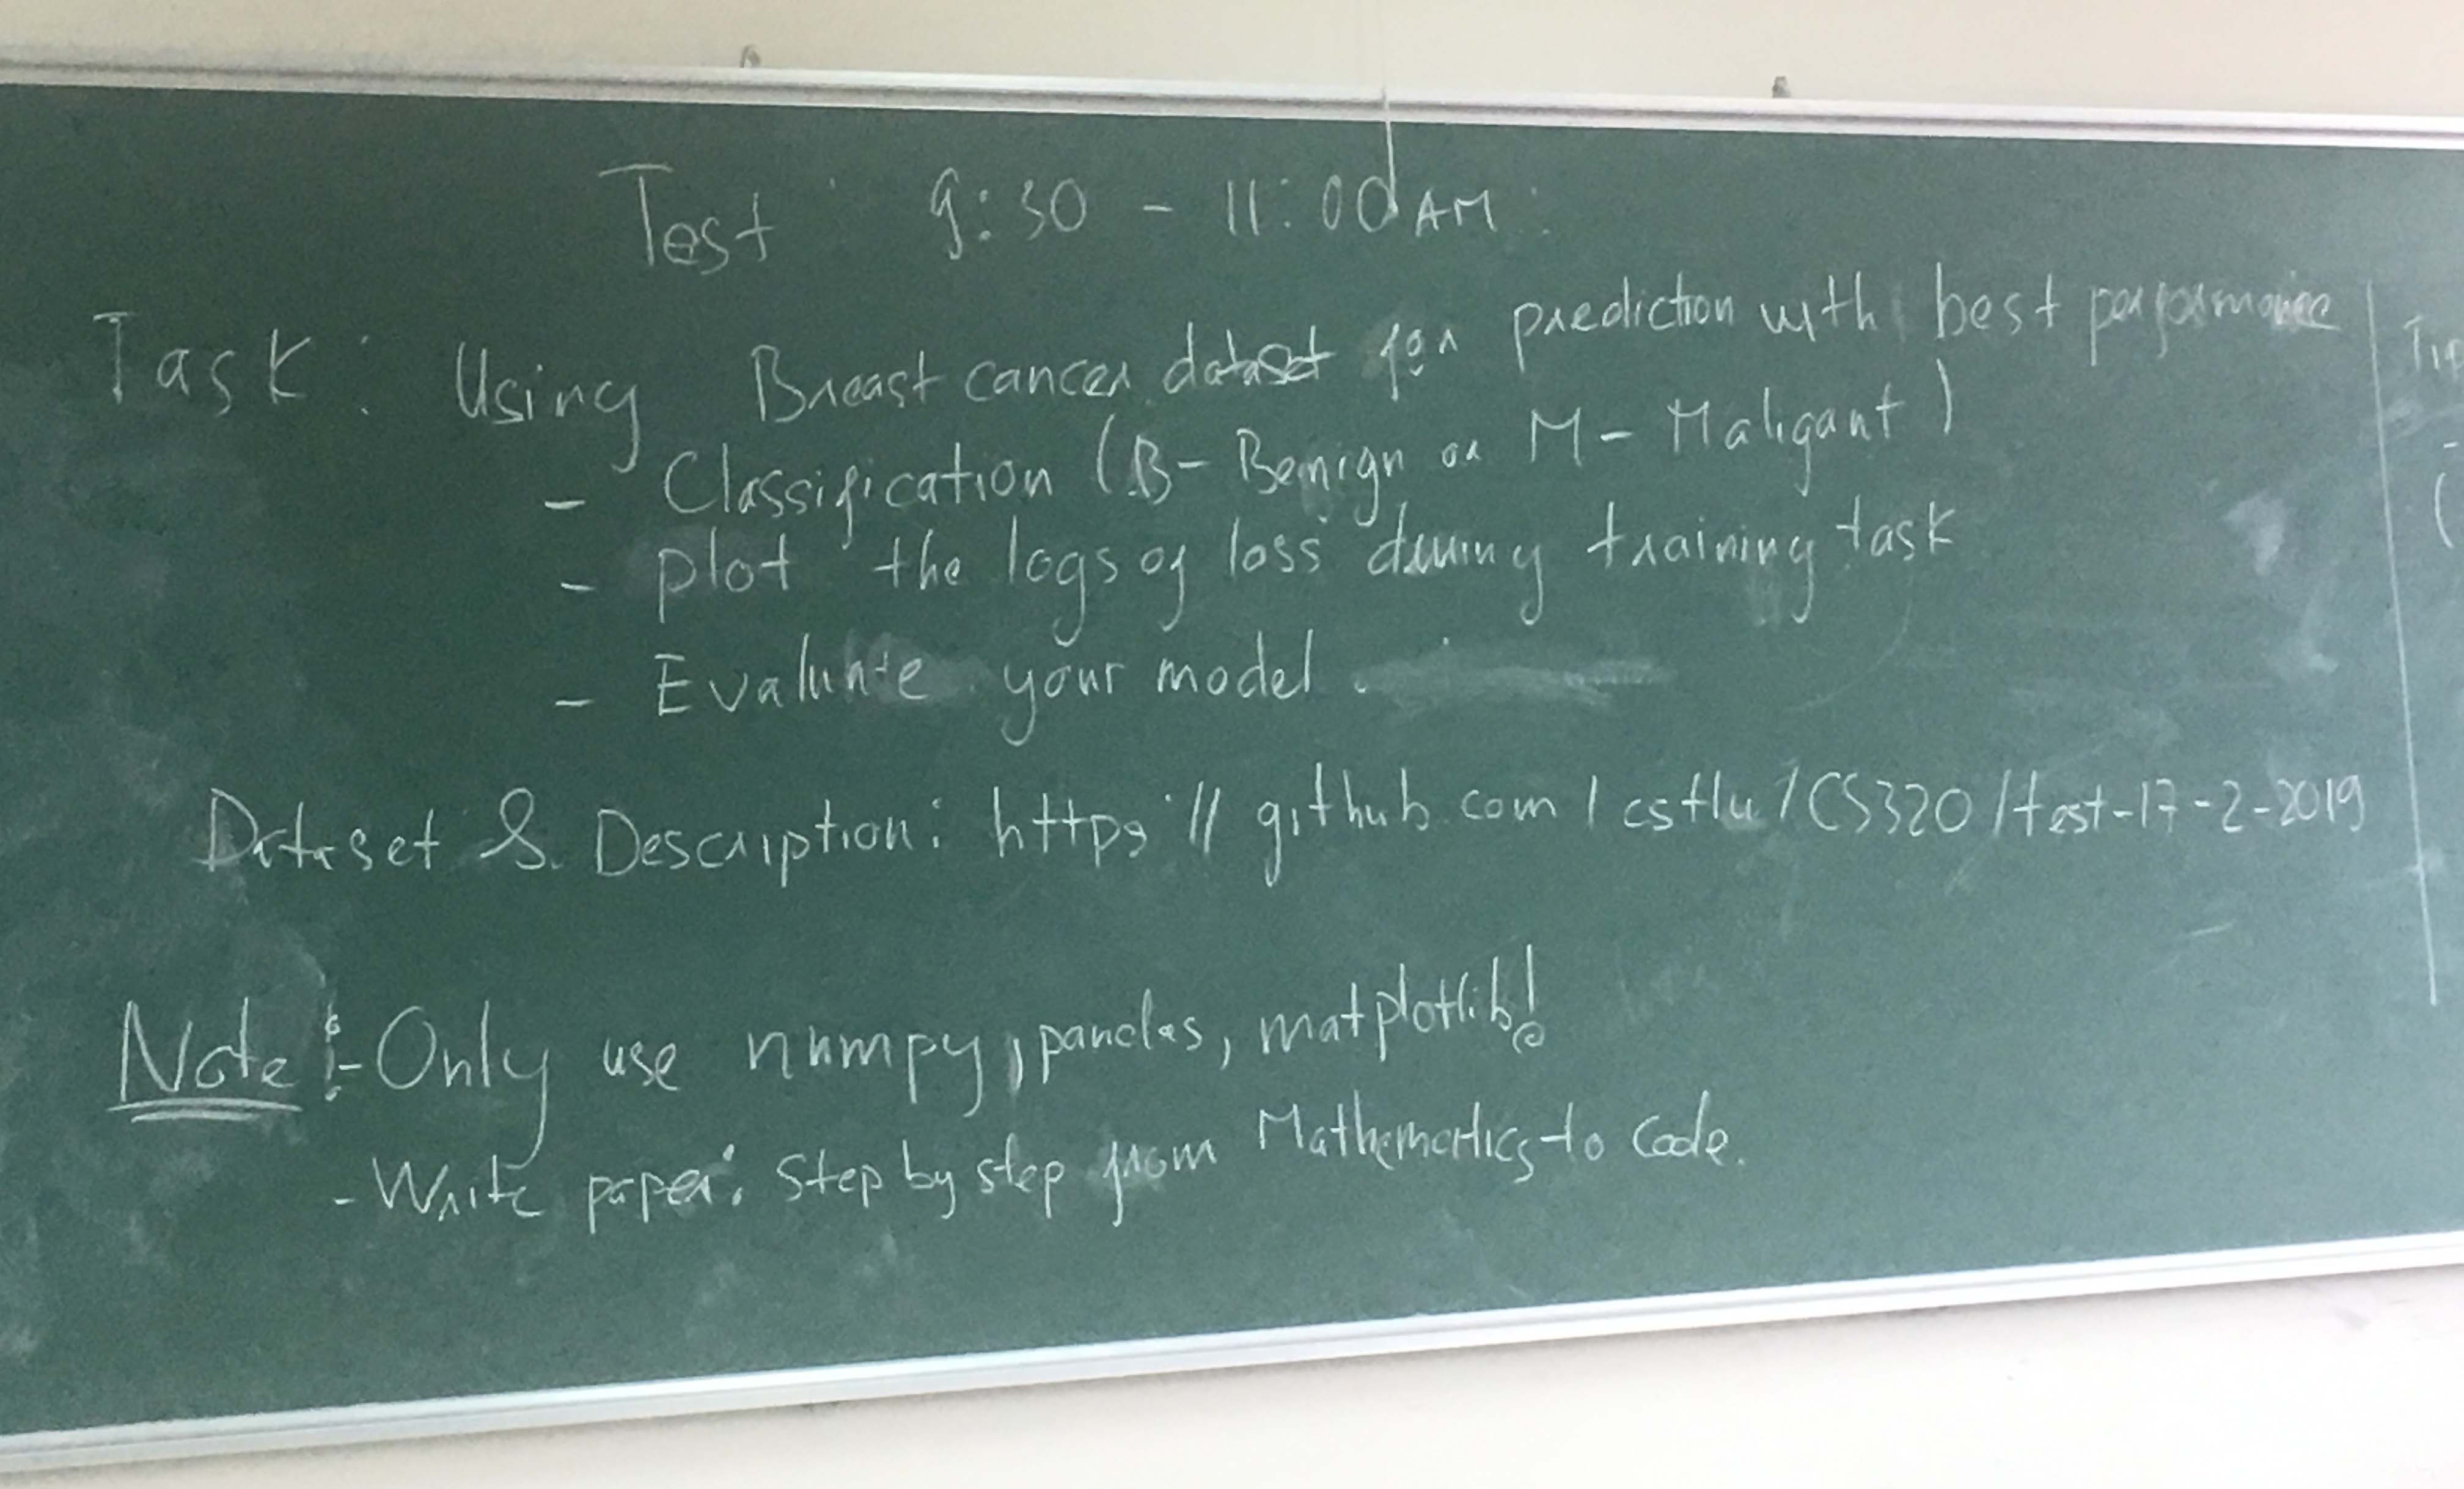 Test : 9:30 - 11:00 AM :
Task : Using Breast cancer dataset for prediction with best performance
- Classification (B- Benign or M- Maligant)
- plot the logs of loss during training task
- Evaluate your model.
Dataset & Description: https://github.com/cstlu/CS320/test-17-2-2019
Note :- Only use numpy, pandas, matplotlib!
- Write paper: Step by step from Mathematics to Code.